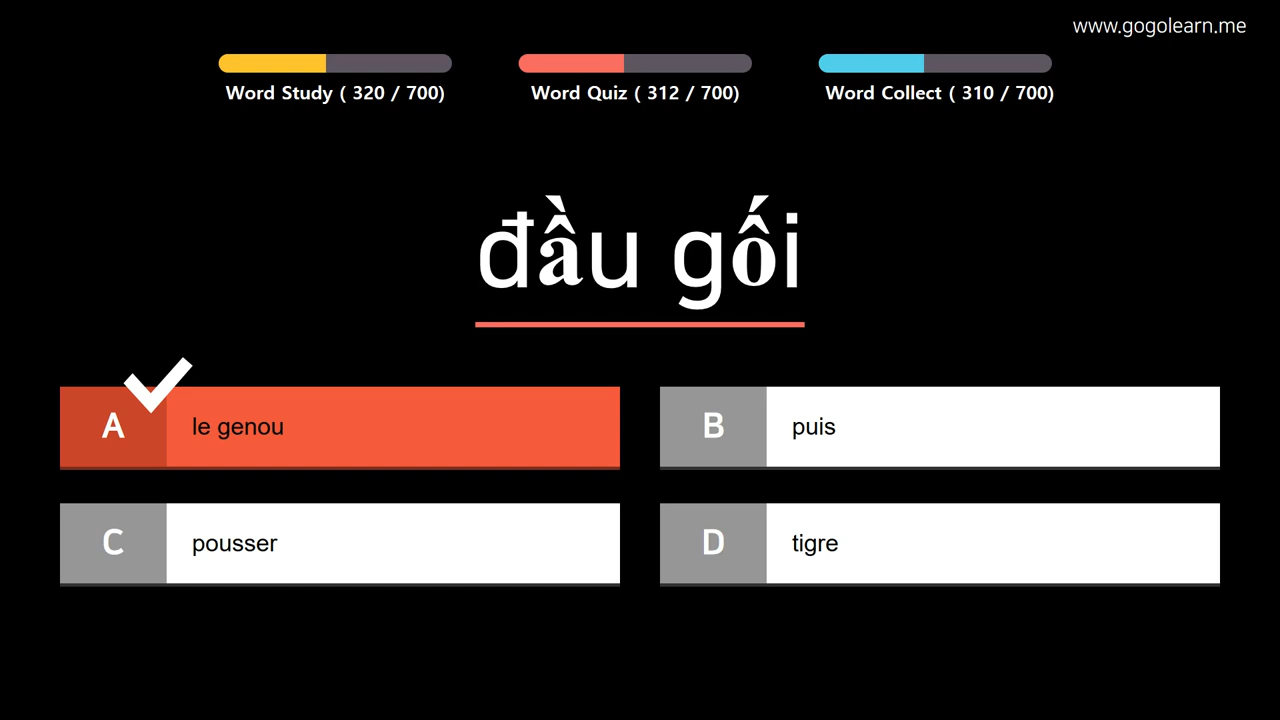 www.gogolearn.me
Word Study ( 320 / 700)
Word Quiz ( 312 / 700)
Word Collect ( 310 / 700)
đầu gối
A le genou
B puis
C pousser
D tigre